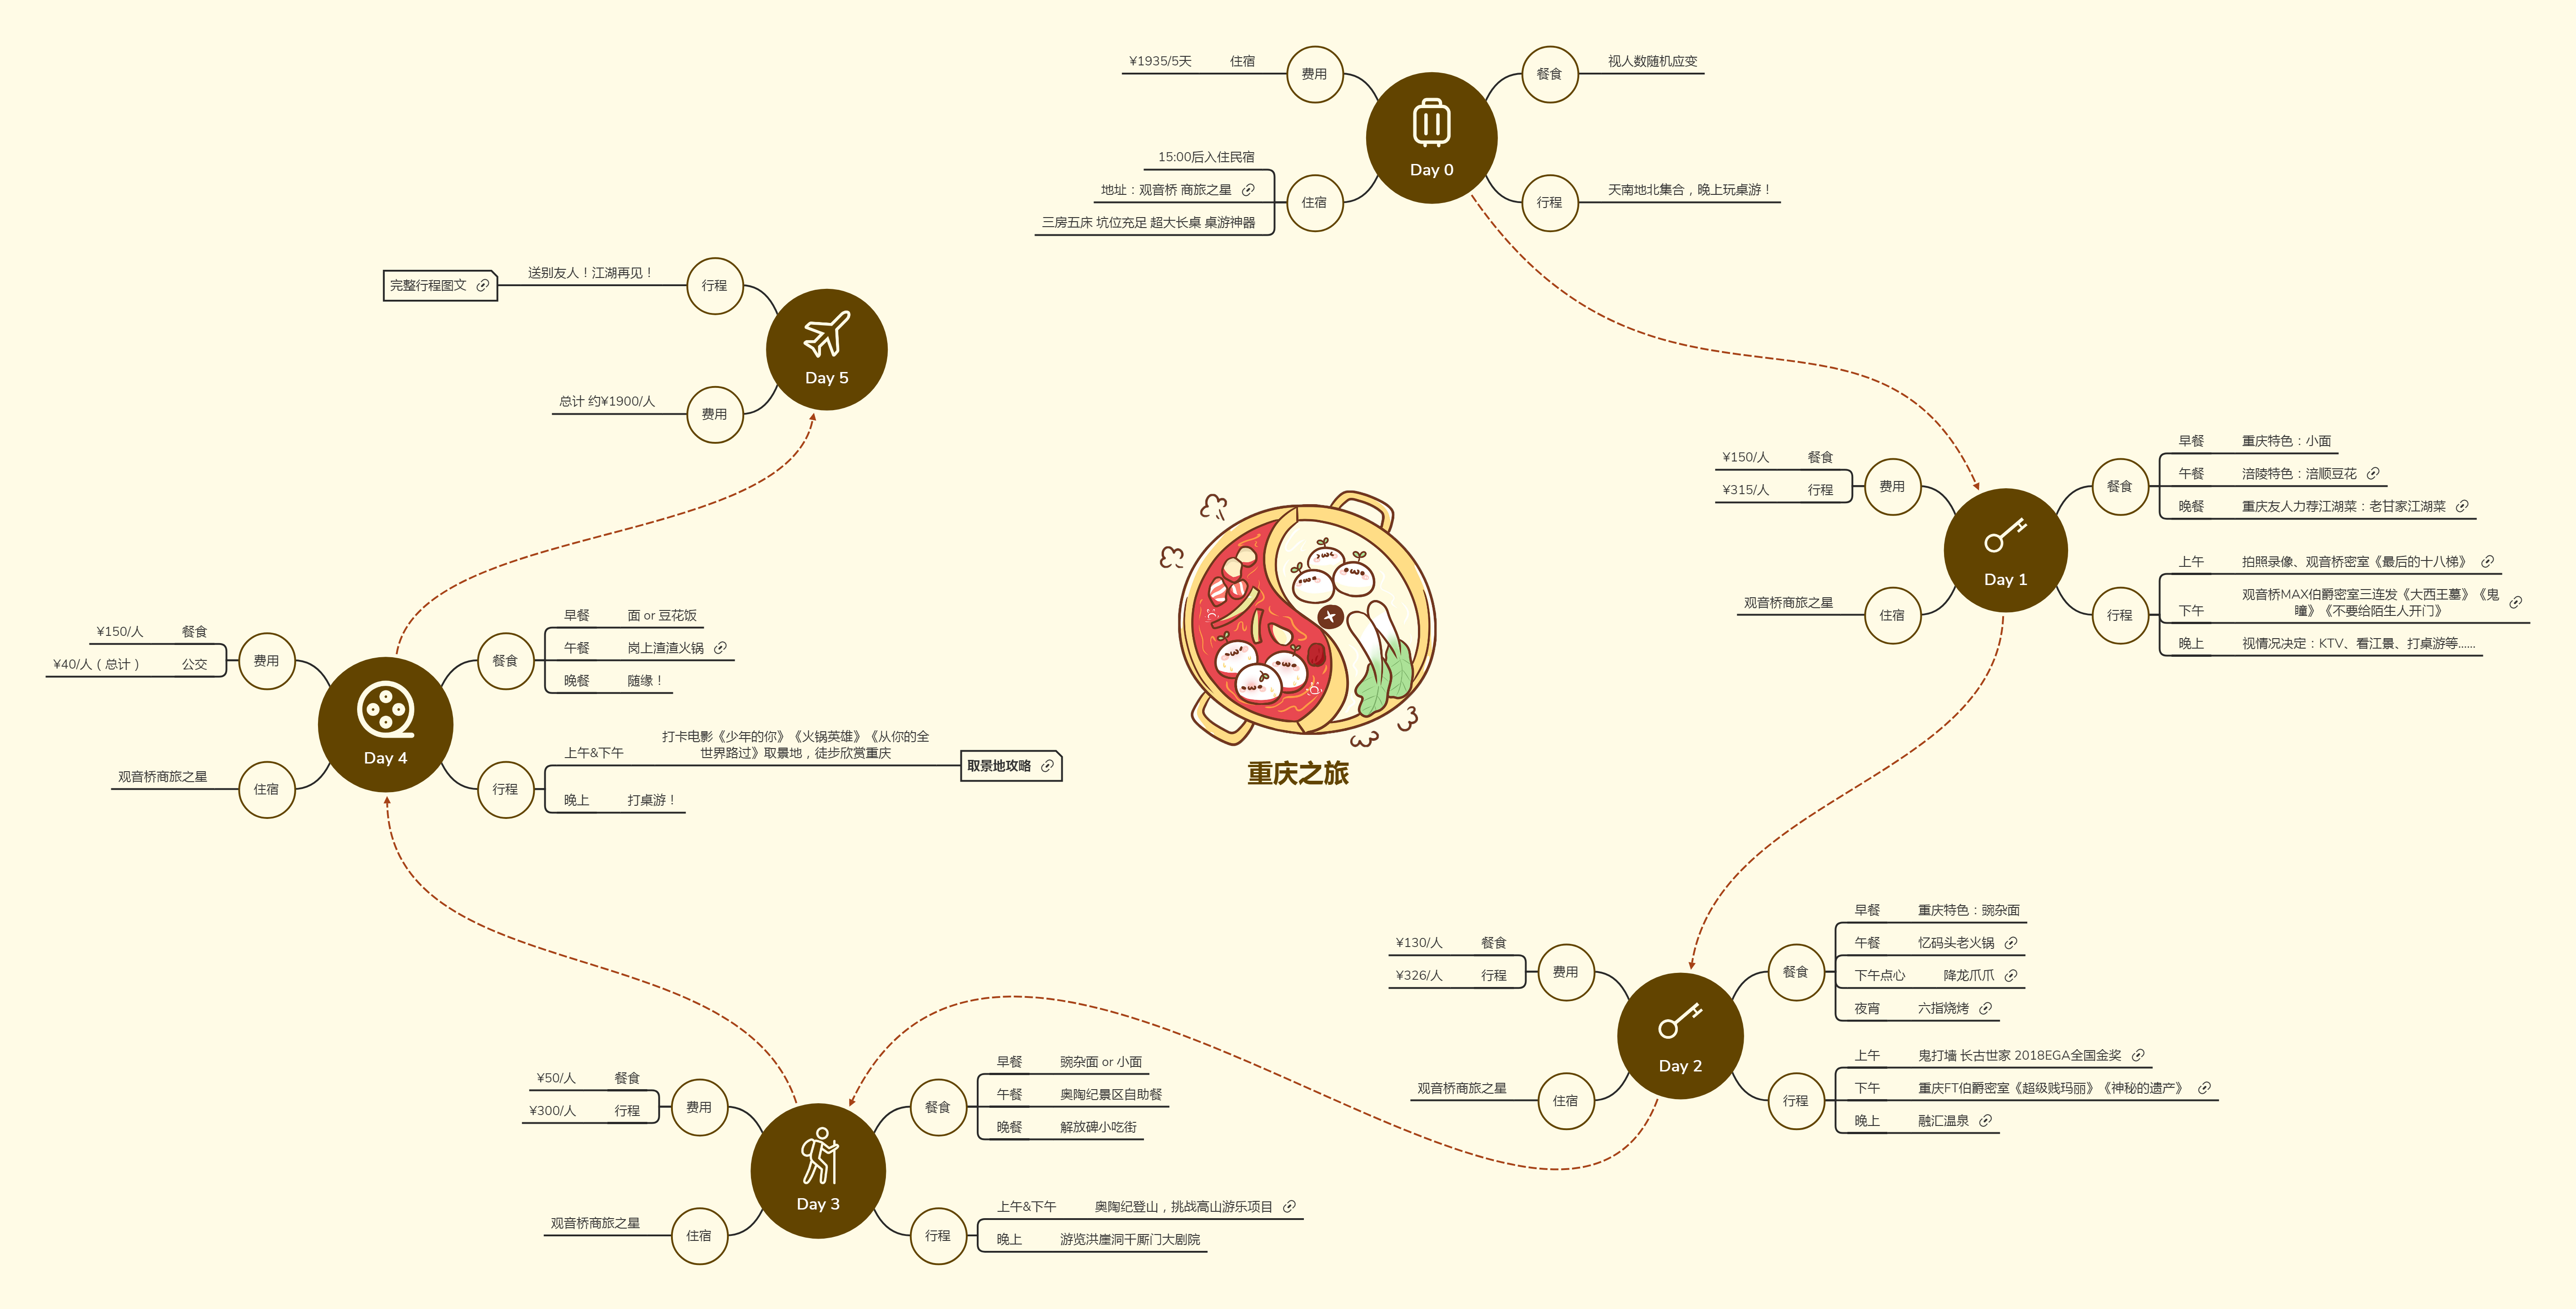 重庆之旅
Day 0
费用
住宿
¥1935/5天
住宿
15:00后入住民宿
地址：观音桥 商旅之星
三房五床 坑位充足 超大长桌 桌游神器
餐食
视人数随机应变
行程
天南地北集合，晚上玩桌游！
Day 1
费用
餐食
¥150/人
行程
¥315/人
住宿
观音桥商旅之星
餐食
早餐
重庆特色：小面
午餐
涪陵特色：涪顺豆花
晚餐
重庆友人力荐江湖菜：老甘家江湖菜
行程
上午
拍照录像、观音桥密室《最后的十八梯》
下午
观音桥MAX伯爵密室三连发《大西王墓》《鬼
瞳》《不要给陌生人开门》
晚上
视情况决定：KTV、看江景、打桌游等......
Day 2
费用
餐食
¥130/人
行程
¥326/人
住宿
观音桥商旅之星
餐食
早餐
重庆特色：豌杂面
午餐
忆码头老火锅
下午点心
降龙爪爪
夜宵
六指烧烤
行程
上午
鬼打墙 长古世家 2018EGA全国金奖
下午
重庆FT伯爵密室《超级贱玛丽》《神秘的遗产》
晚上
融汇温泉
Day 3
费用
餐食
¥50/人
行程
¥300/人
住宿
观音桥商旅之星
餐食
早餐
豌杂面 or 小面
午餐
奥陶纪景区自助餐
晚餐
解放碑小吃街
行程
上午&下午
奥陶纪登山，挑战高山游乐项目
晚上
游览洪崖洞千厮门大剧院
Day 4
费用
餐食
¥150/人
公交
¥40/人（总计）
住宿
观音桥商旅之星
餐食
早餐
面 or 豆花饭
午餐
岗上渣渣火锅
晚餐
随缘！
行程
上午&下午
打卡电影《少年的你》《火锅英雄》《从你的全
世界路过》取景地，徒步欣赏重庆
取景地攻略
晚上
打桌游！
Day 5
行程
送别友人！江湖再见！
完整行程图文
费用
总计 约¥1900/人